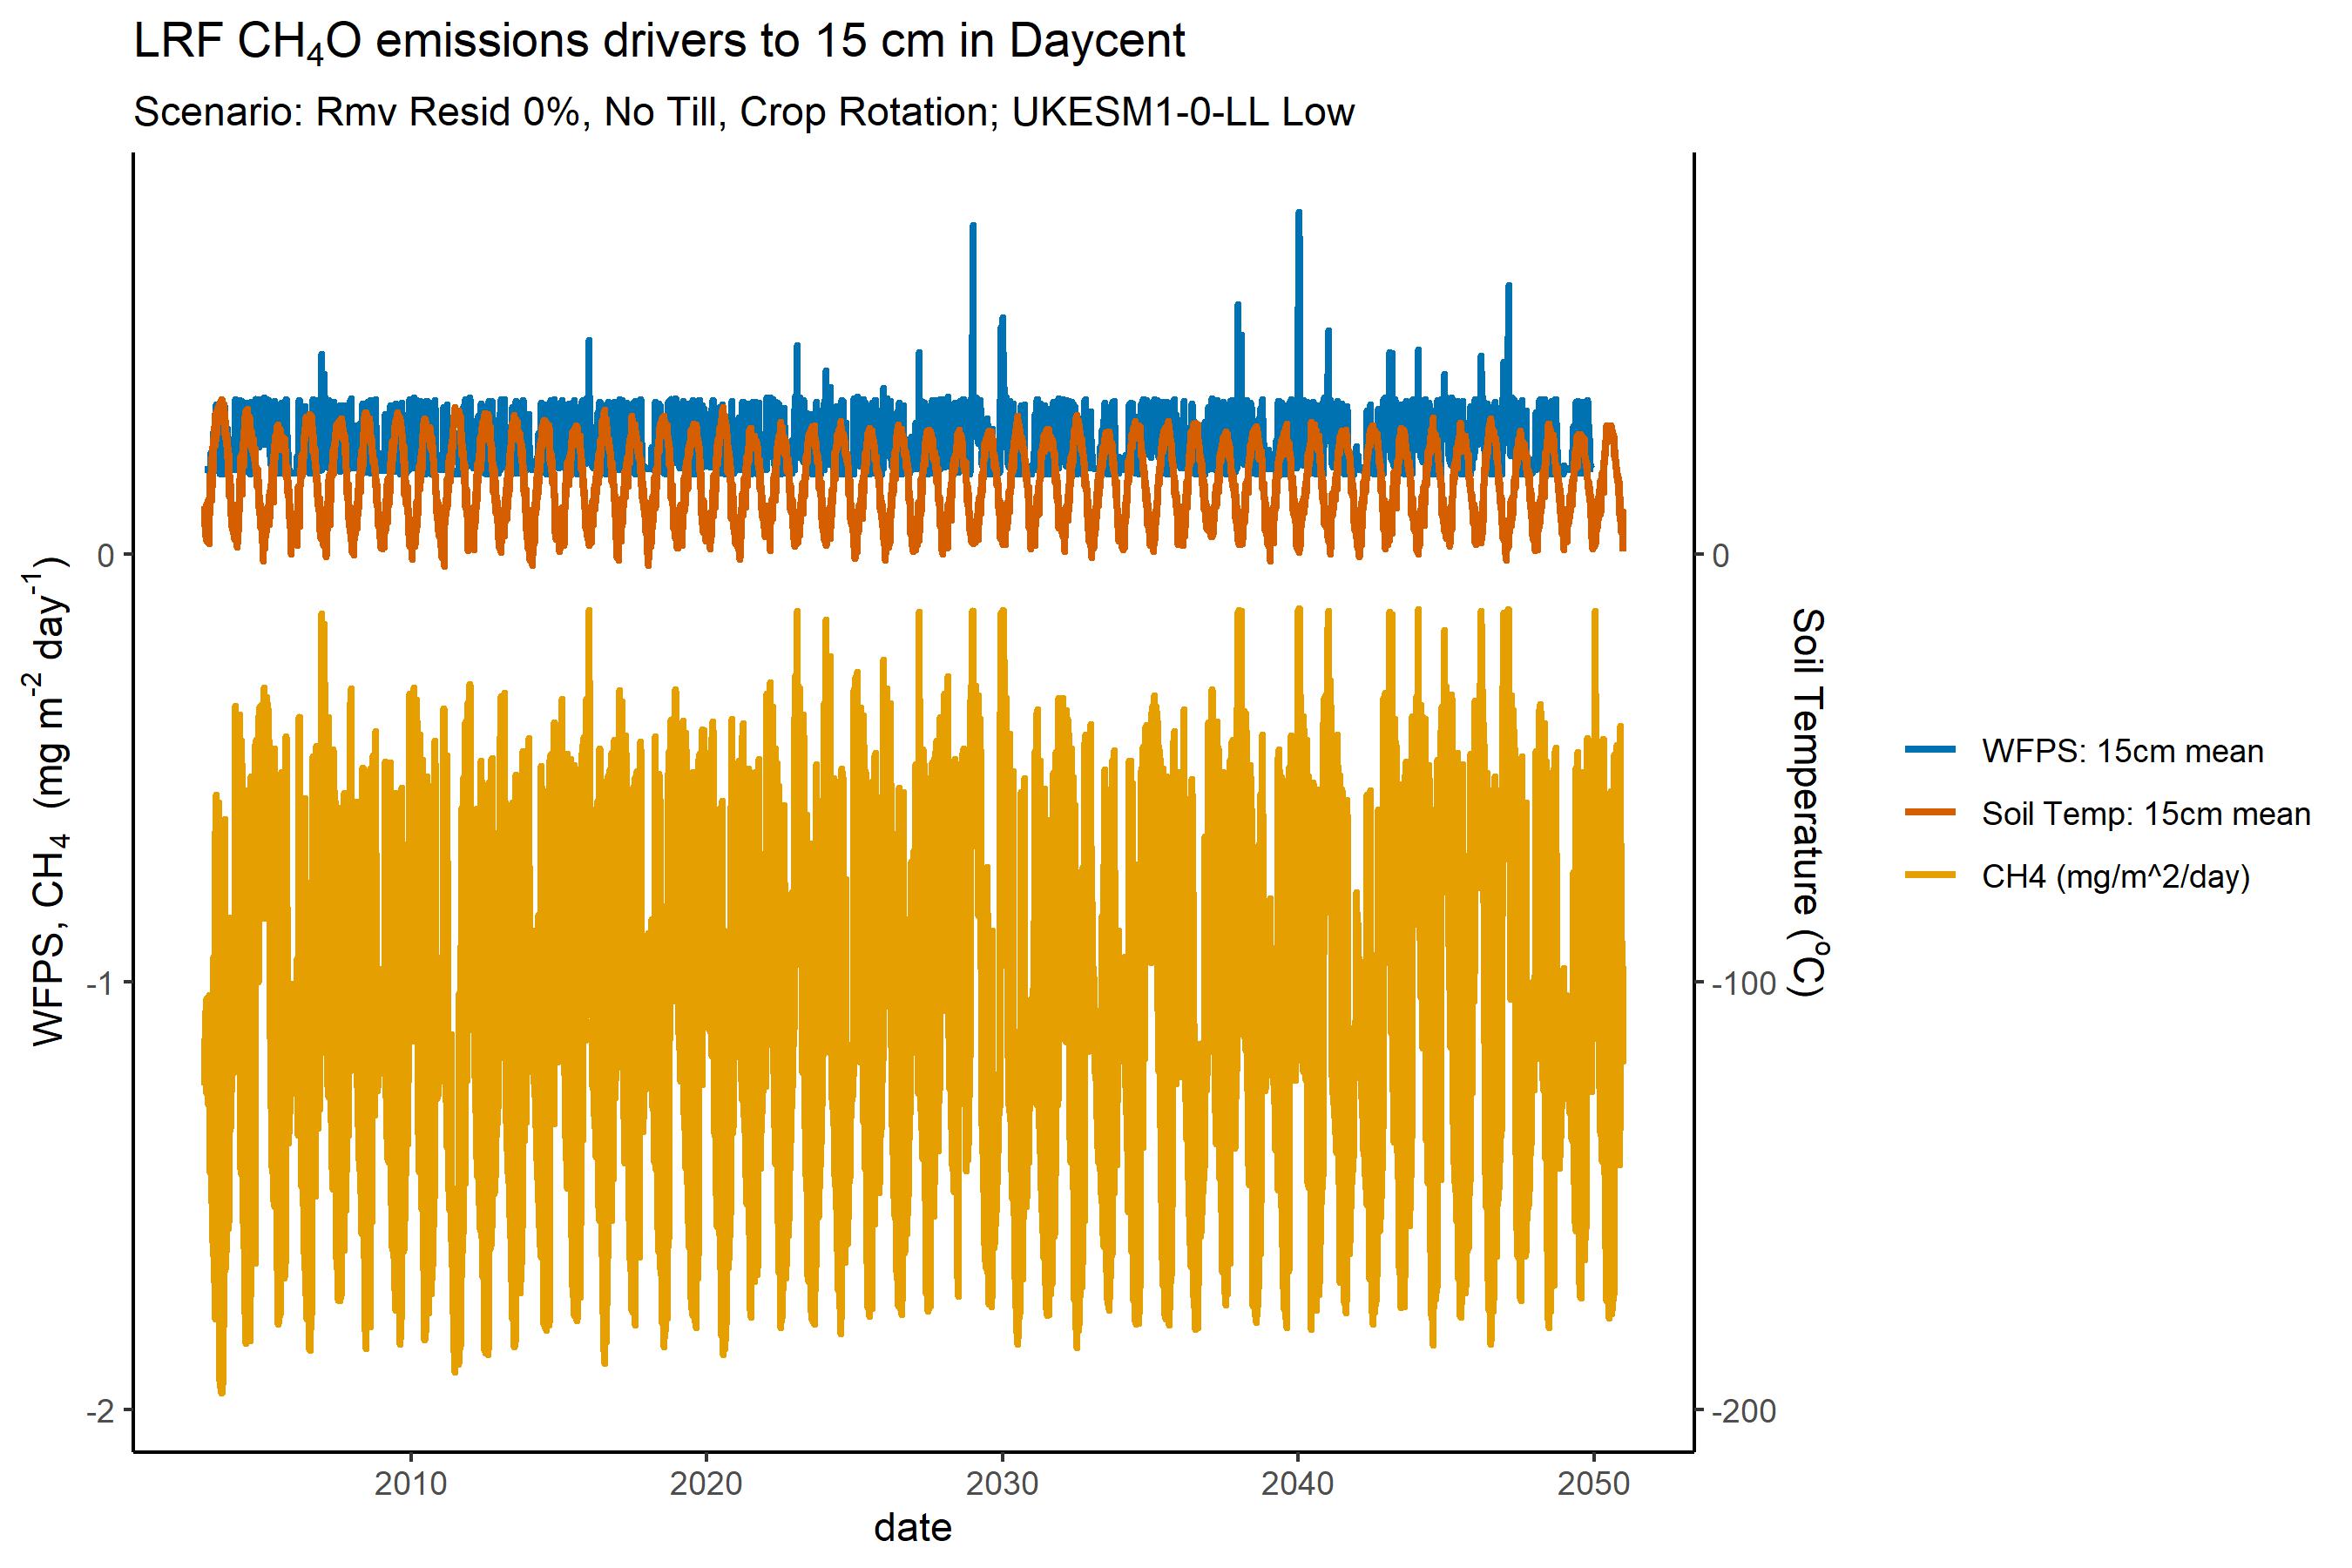 LRF CH₄O emissions drivers to 15 cm in Daycent
Scenario: Rmv Resid 0%, No Till, Crop Rotation; UKESM1-0-LL Low
WFPS, CH₄ (mg m⁻² day⁻¹)
0
-1
-2
0
-100
-200
Soil Temperature (°C)
2010 2020 2030 2040 2050
date
WFPS: 15cm mean
Soil Temp: 15cm mean
CH4 (mg/m^2/day)